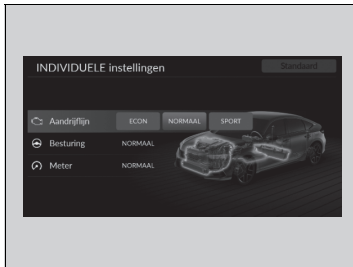 INDIVIDUELE instellingen Standaard
Aandrijflijn ECON NORMAAL SPORT
Besturing NORMAAL
Meter NORMAAL